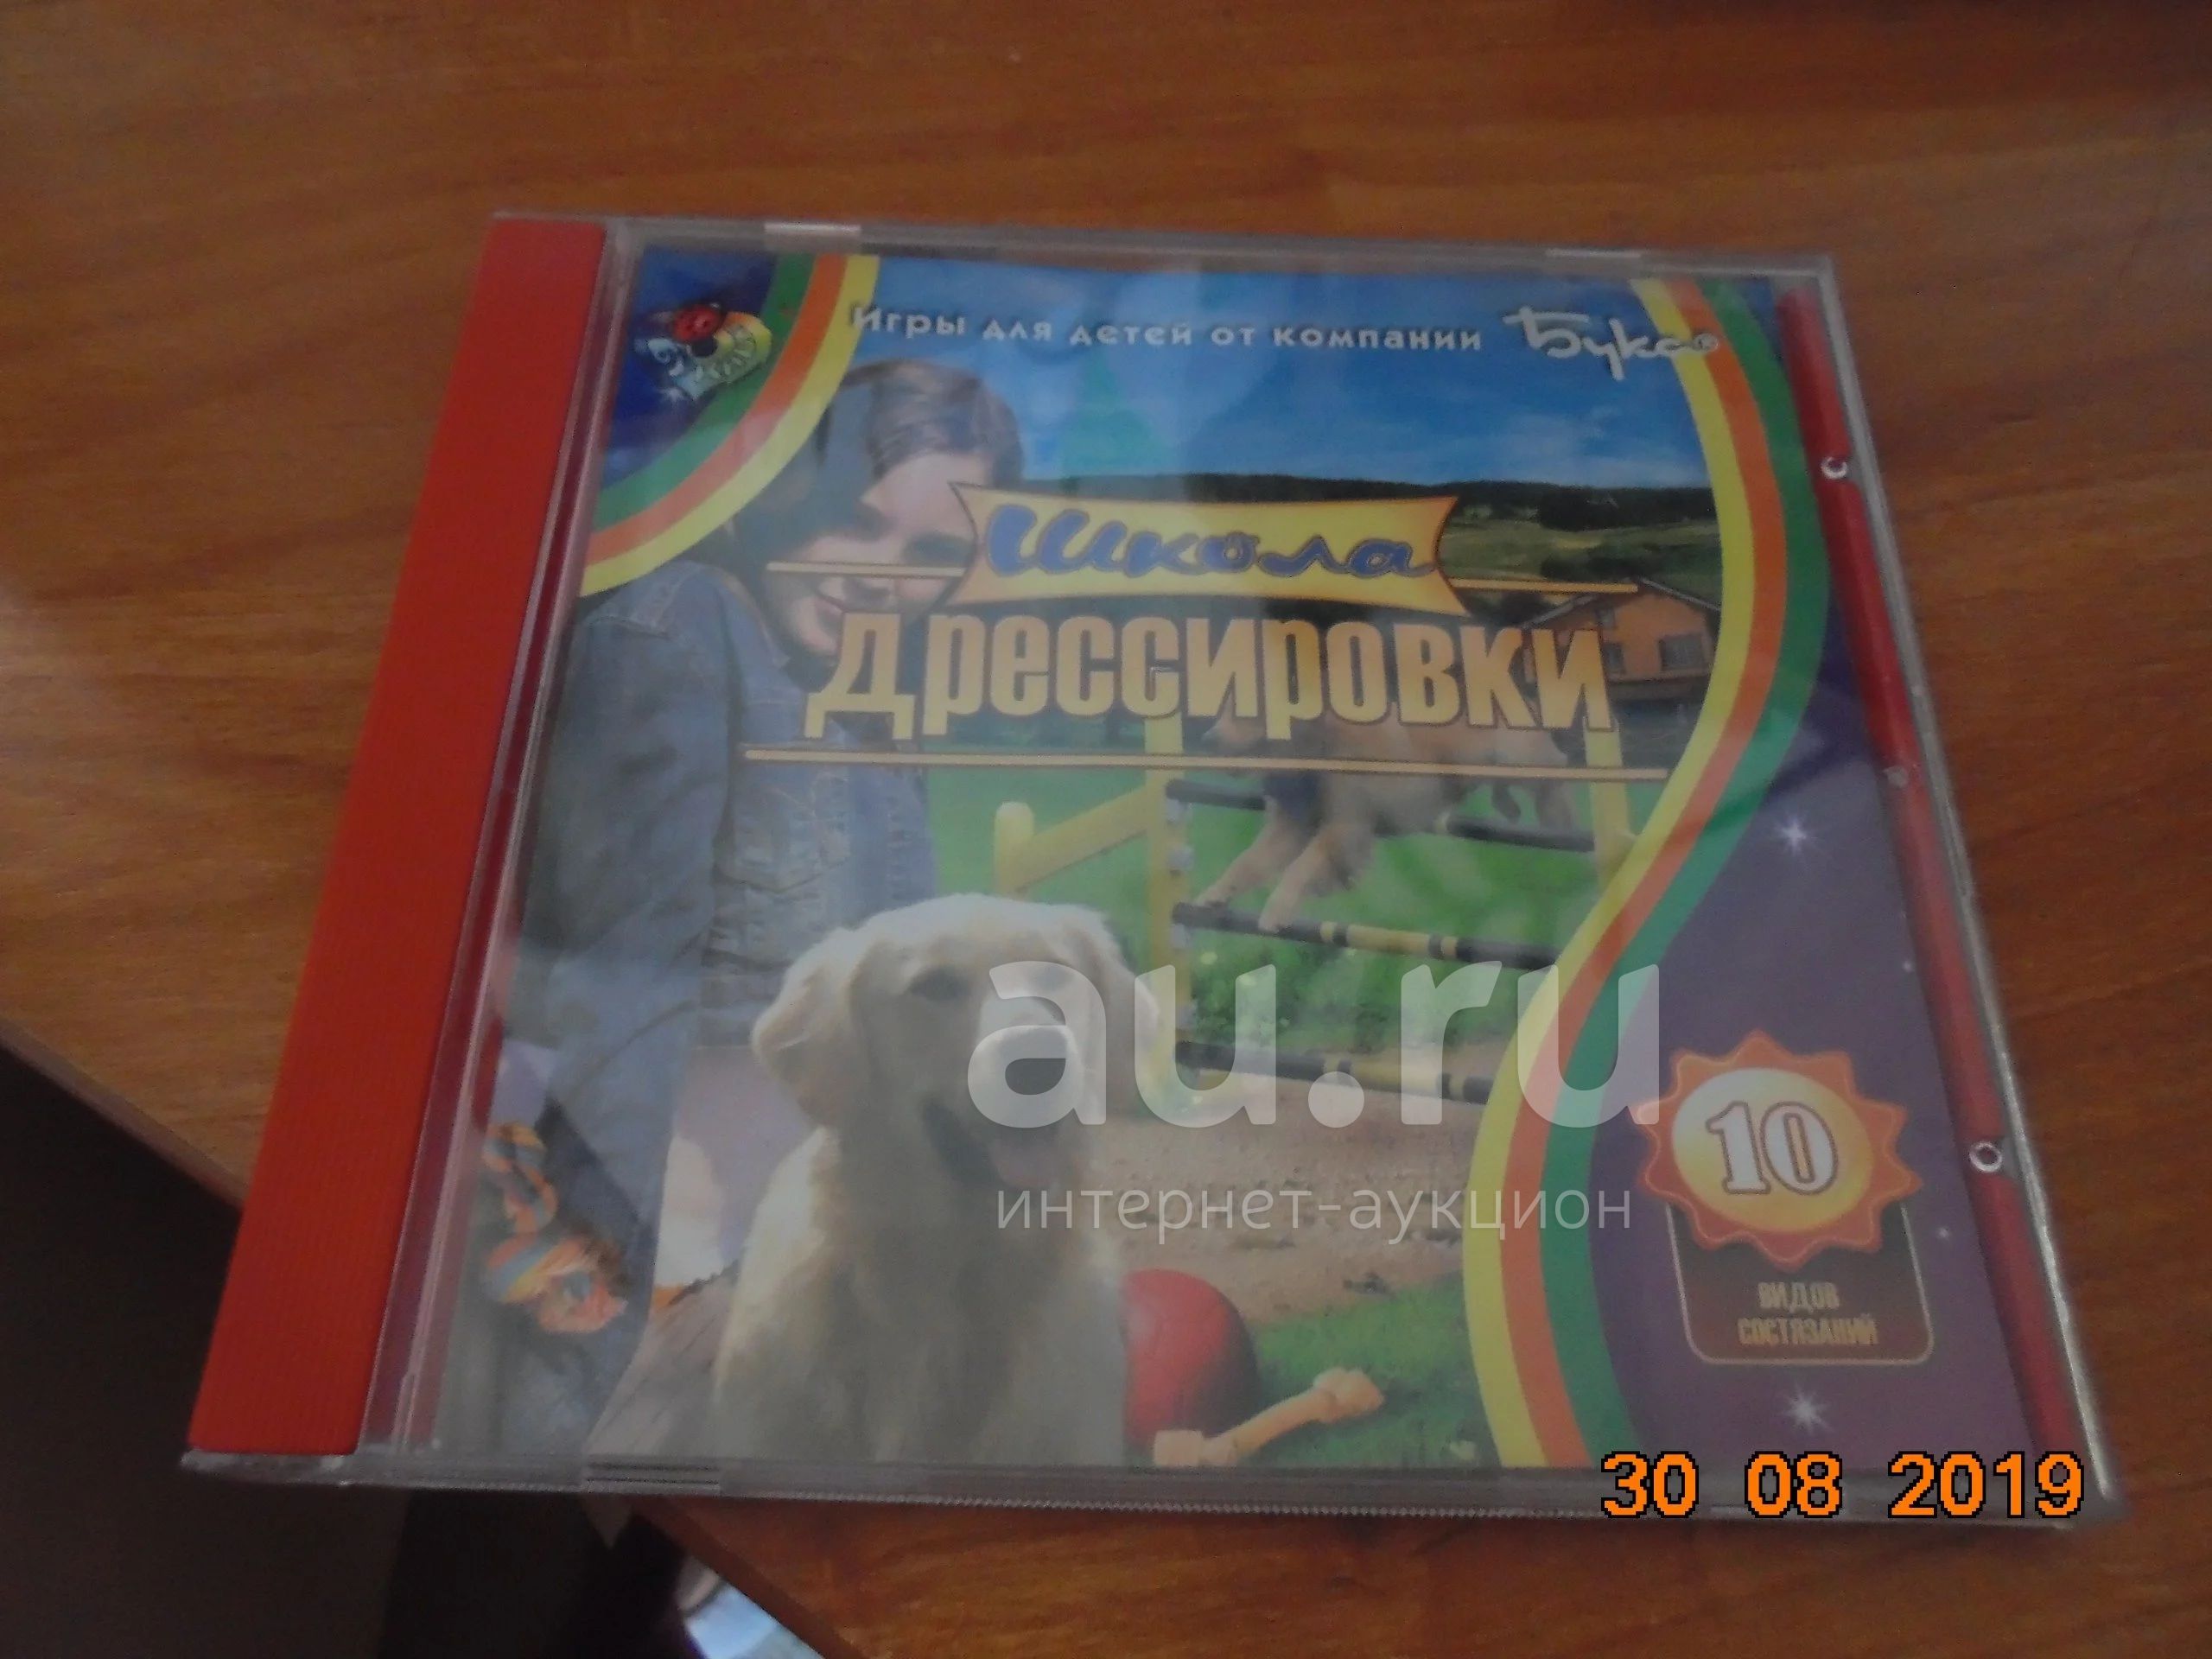 Игры для детей от компании Бука®
Школа
дрессировки
au.ru
интернет-аукцион
10
ВИДОВ
СОСТЯЗАНИЙ
30 08 2019